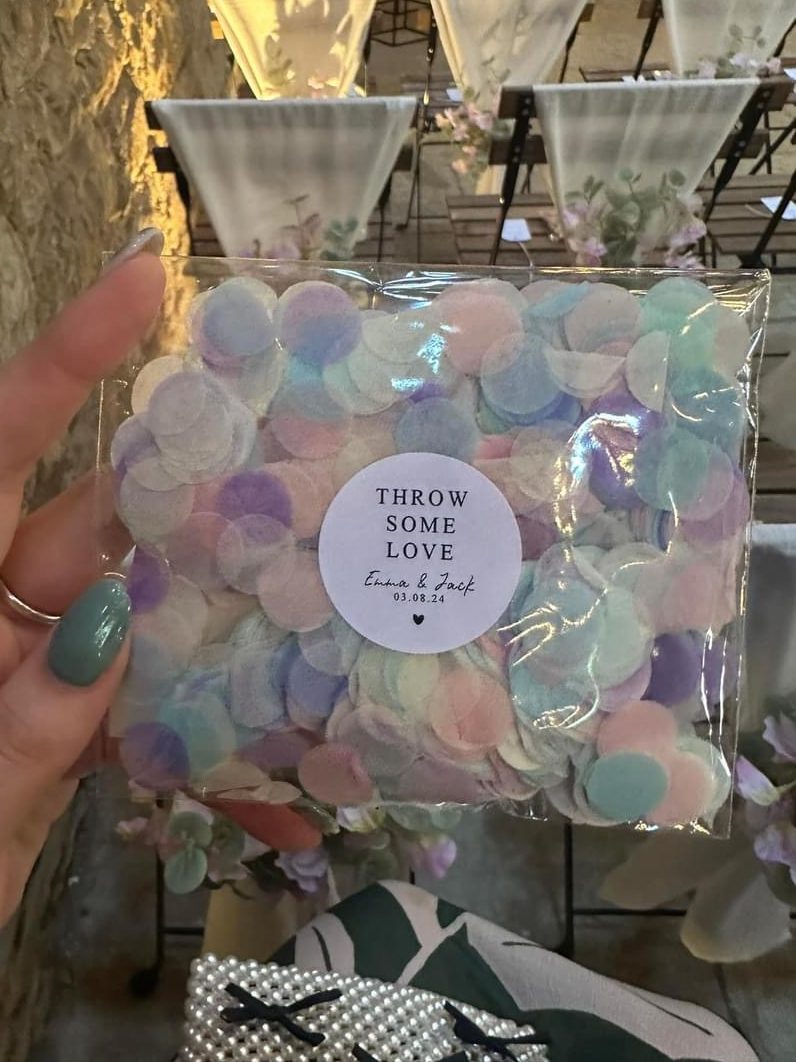 THROW
SOME
LOVE
Emma & Jack
03.08.24